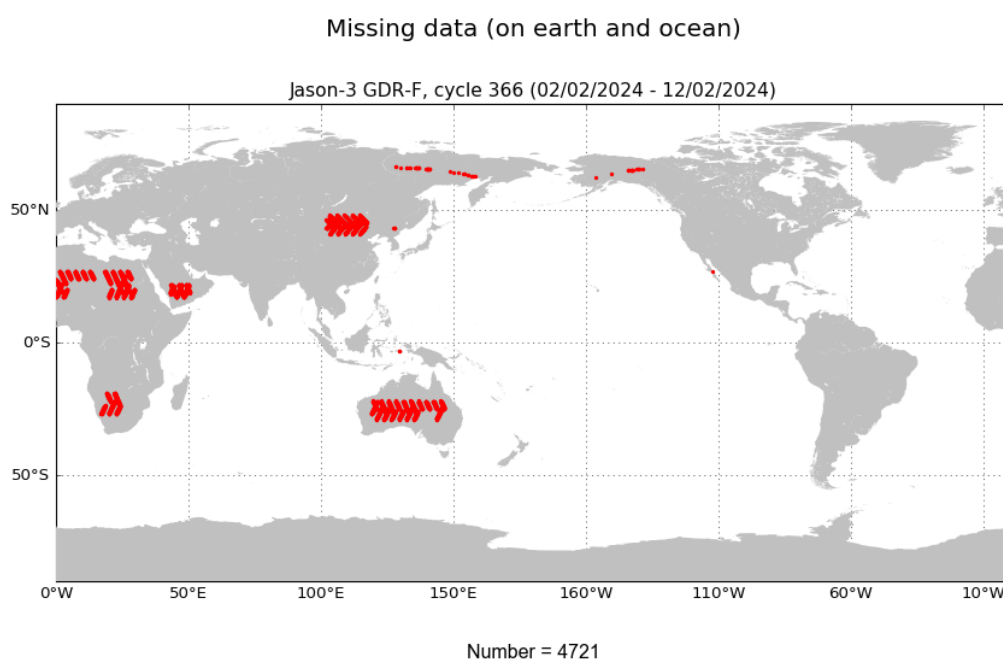 Missing data (on earth and ocean)
Jason-3 GDR-F, cycle 366 (02/02/2024 - 12/02/2024)
50°N
0°S
50°S
0°W 50°E 100°E 150°E 160°W 110°W 60°W 10°W
Number = 4721